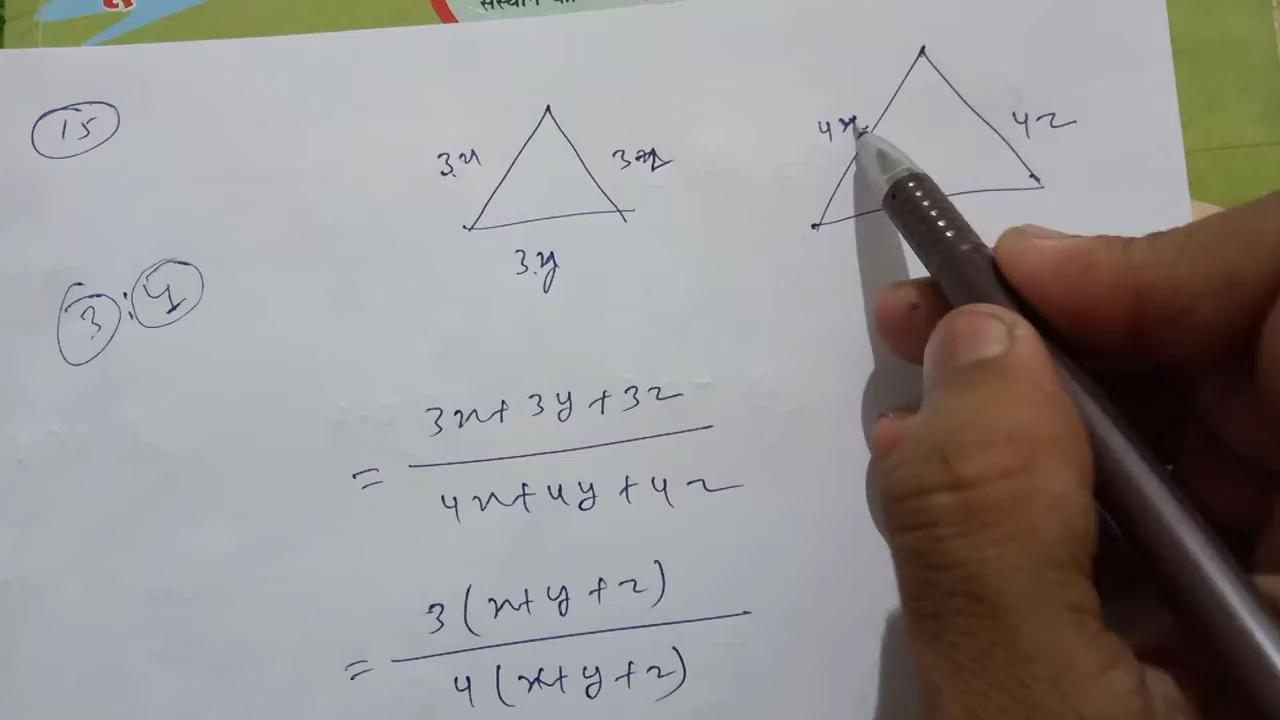 संस्थान
15
3x
3z
3y
4x
4z
3:4
= 3x+3y+3z
4x+4y+4z
= 3(x+y+z)
4(x+y+z)